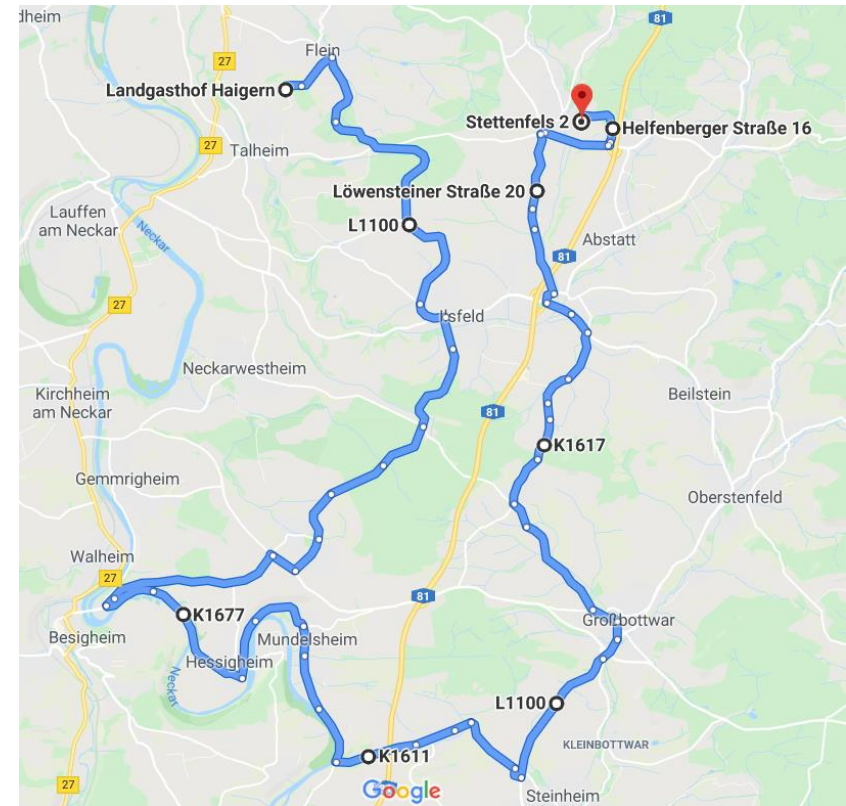 dheim
81
Flein
27
Landgasthof Haigern
Stettenfels 2
Helfenberger Straße 16
27
Talheim
Löwensteiner Straße 20
Lauffen
am Neckar
Neckar
L1100
Abstatt
81
27
Ilsfeld
Neckarwestheim
Kirchheim
am Neckar
Beilstein
81
K1617
Gemmrigheim
Oberstenfeld
Walheim
27
81
K1677
Großbottwar
Besigheim
Mundelsheim
Hessigheim
Neckar
L1100
KLEINBOTTWAR
K1611
27
Google
Steinheim